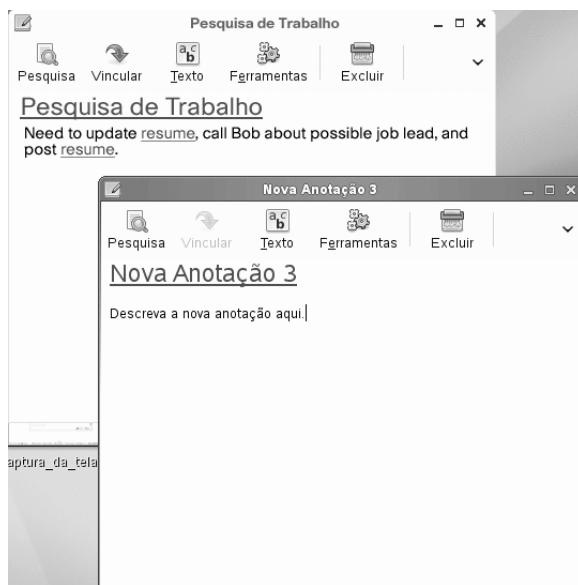 Pesquisa de Trabalho
Pesquisa Vincular Texto Ferramentas Excluir
Pesquisa de Trabalho
Need to update resume, call Bob about possible job lead, and
post resume.
Nova Anotação 3
Pesquisa Vincular Texto Ferramentas Excluir
Nova Anotação 3
Descreva a nova anotação aqui.
aptura_da_tela